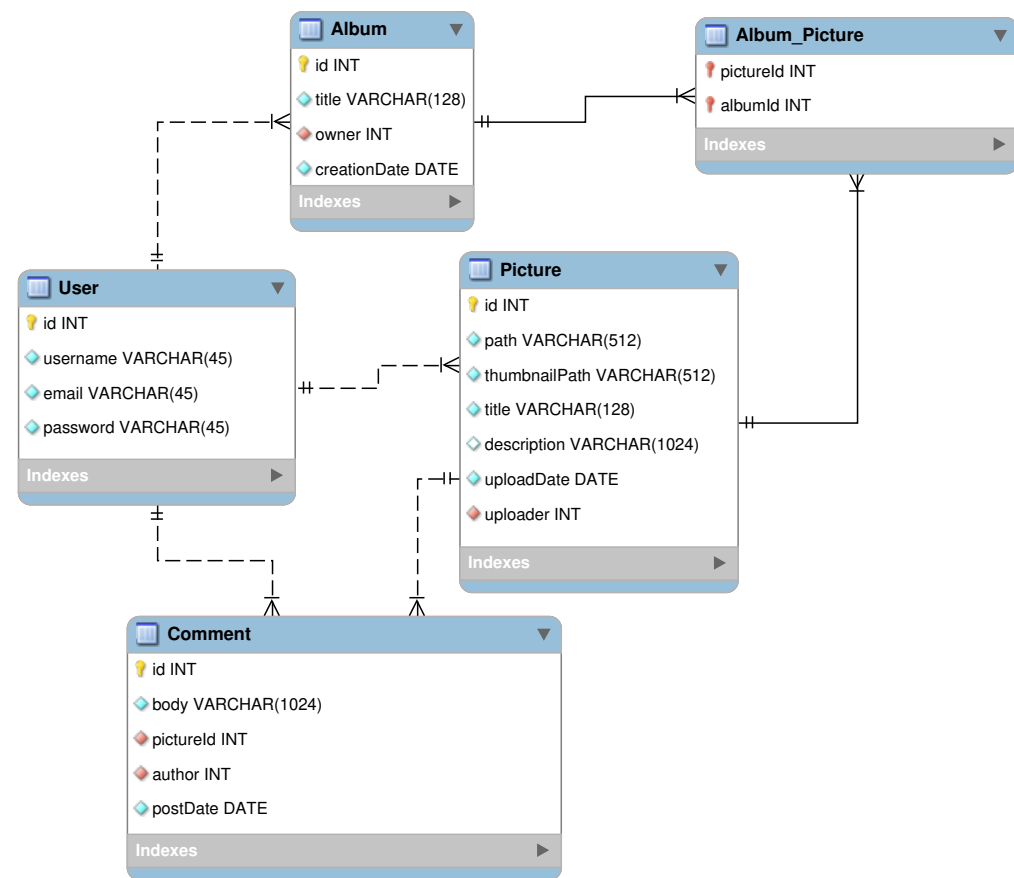 Album
id INT
title VARCHAR(128)
owner INT
creationDate DATE
Indexes
Album_Picture
pictureId INT
albumId INT
Indexes
User
id INT
username VARCHAR(45)
email VARCHAR(45)
password VARCHAR(45)
Indexes
Picture
id INT
path VARCHAR(512)
thumbnailPath VARCHAR(512)
title VARCHAR(128)
description VARCHAR(1024)
uploadDate DATE
uploader INT
Indexes
Comment
id INT
body VARCHAR(1024)
pictureId INT
author INT
postDate DATE
Indexes